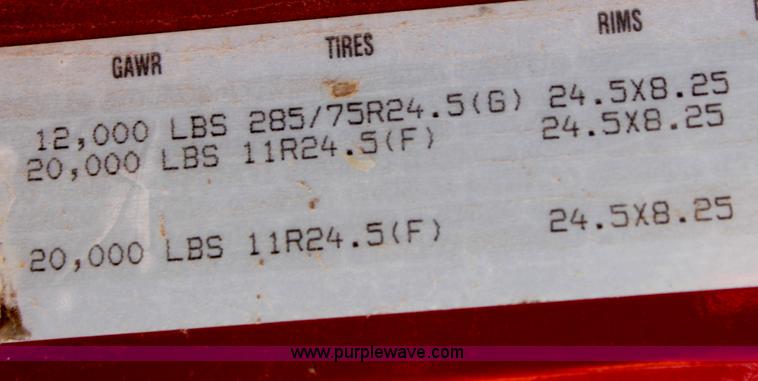 GAWR TIRES RIMS
12,000 LBS 285/75R24.5(G) 24.5X8.25
20,000 LBS 11R24.5(F) 24.5X8.25
20,000 LBS 11R24.5(F) 24.5X8.25
www.purplewave.com